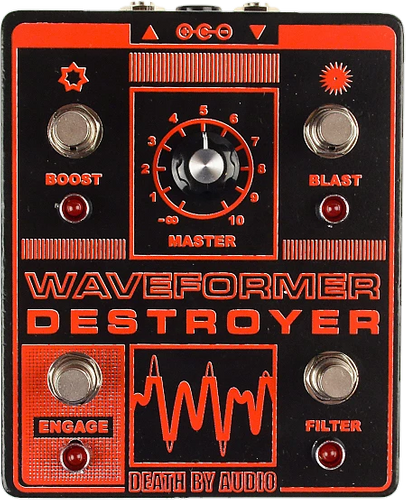 BOOST
BLAST
-∞ 1 2 3 4 5 6 7 8 9 10
MASTER
WAVEFORMER
DESTROYER
ENGAGE
FILTER
DEATH BY AUDIO